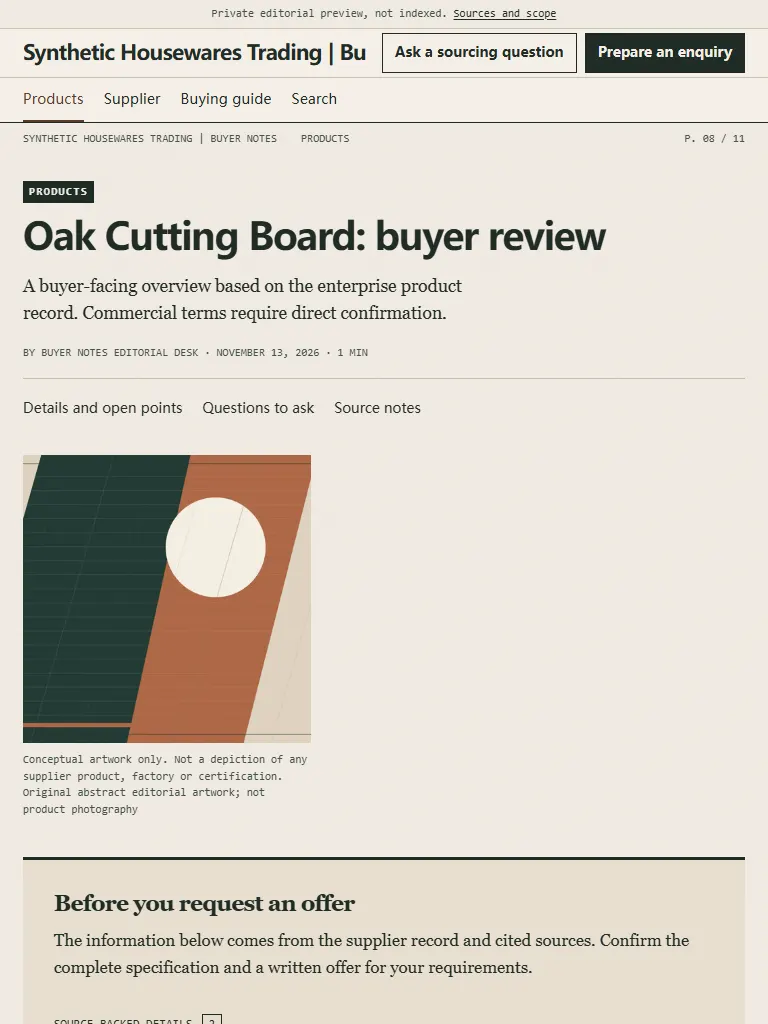 Private editorial preview, not indexed. Sources and scope
Synthetic Housewares Trading | Bu
Ask a sourcing question
Prepare an enquiry
Products
Supplier
Buying guide
Search
SYNTHETIC HOUSEWARES TRADING | BUYER NOTES
PRODUCTS
P. 08 / 11
PRODUCTS
Oak Cutting Board: buyer review
A buyer-facing overview based on the enterprise product
record. Commercial terms require direct confirmation.
BY BUYER NOTES EDITORIAL DESK · NOVEMBER 13, 2026 · 1 MIN
Details and open points
Questions to ask
Source notes
Conceptual artwork only. Not a depiction of any
supplier product, factory or certification.
Original abstract editorial artwork; not
product photography
Before you request an offer
The information below comes from the supplier record and cited sources. Confirm the
complete specification and a written offer for your requirements.
SOURCE-BACKED DETAILS